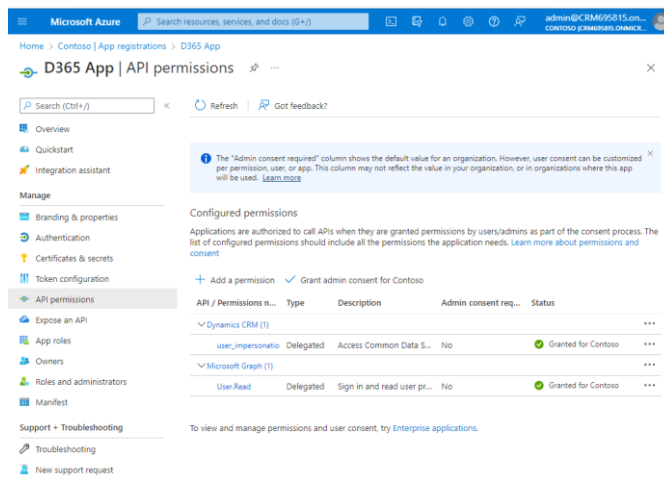 Microsoft Azure
Search resources, services, and docs (G+/)
admin@CRM695815.on...
CONTOSO (CRM695815.ONMICR...
Home > Contoso | App registrations > D365 App
D365 App | API permissions
Search (Ctrl+/)
Refresh
Got feedback?
Overview
Quickstart
Integration assistant
The "Admin consent required" column shows the default value for an organization. However, user consent can be customized
per permission, user, or app. This column may not reflect the value in your organization, or in organizations where this app
will be used. Learn more
Manage
Branding & properties
Authentication
Certificates & secrets
Token configuration
API permissions
Expose an API
App roles
Owners
Roles and administrators
Manifest
Support + Troubleshooting
Troubleshooting
New support request
Configured permissions
Applications are authorized to call APIs when they are granted permissions by users/admins as part of the consent process. The
list of configured permissions should include all the permissions the application needs. Learn more about permissions and
consent
Add a permission
Grant admin consent for Contoso
API / Permissions n... Type Description Admin consent req... Status
Dynamics CRM (1) ...
user_impersonatio Delegated Access Common Data S... No Granted for Contoso ...
Microsoft Graph (1) ...
User.Read Delegated Sign in and read user pr... No Granted for Contoso ...
To view and manage permissions and user consent, try Enterprise applications.